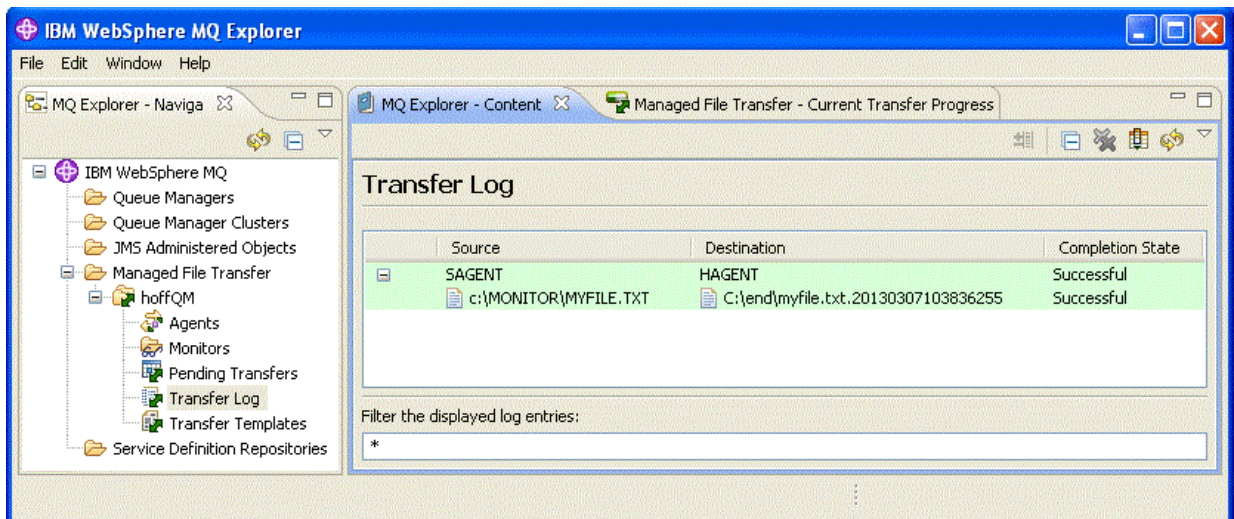 IBM WebSphere MQ Explorer
File Edit Window Help
MQ Explorer - Naviga
MQ Explorer - Content
Managed File Transfer - Current Transfer Progress
IBM WebSphere MQ
Queue Managers
Queue Manager Clusters
JMS Administered Objects
Managed File Transfer
hoffQM
Agents
Monitors
Pending Transfers
Transfer Log
Transfer Templates
Service Definition Repositories
Transfer Log
Source Destination Completion State
SAGENT HAGENT Successful
c:\MONITOR\MYFILE.TXT C:\end\myfile.txt.20130307103836255 Successful
Filter the displayed log entries:
*